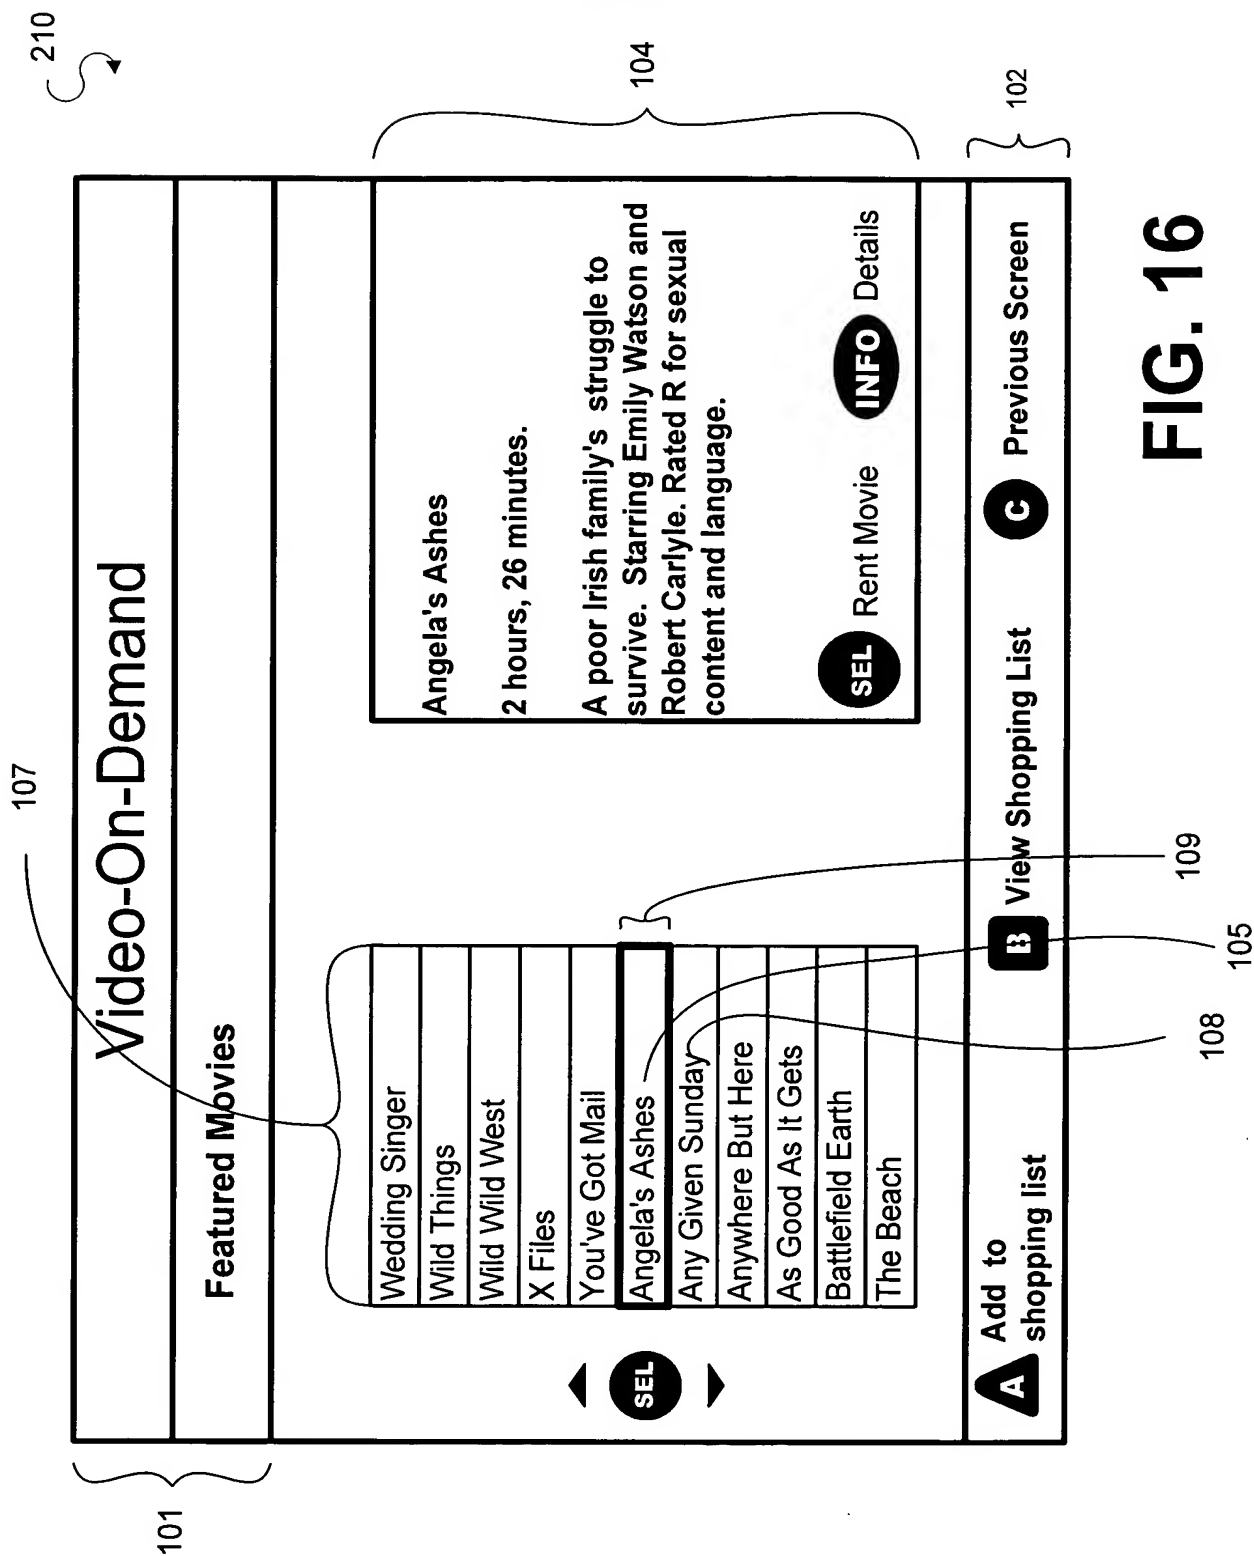 210
107
101
Video-On-Demand
Featured Movies
Wedding Singer
Wild Things
Wild Wild West
X Files
You've Got Mail
Angela's Ashes
Any Given Sunday
Anywhere But Here
As Good As It Gets
Battlefield Earth
The Beach
SEL
Angela's Ashes
2 hours, 26 minutes.
A poor Irish family's struggle to
survive. Starring Emily Watson and
Robert Carlyle. Rated R for sexual
content and language.
SEL Rent Movie INFO Details
104
A Add to
shopping list
B View Shopping List
C Previous Screen
102
108
105
109
FIG. 16